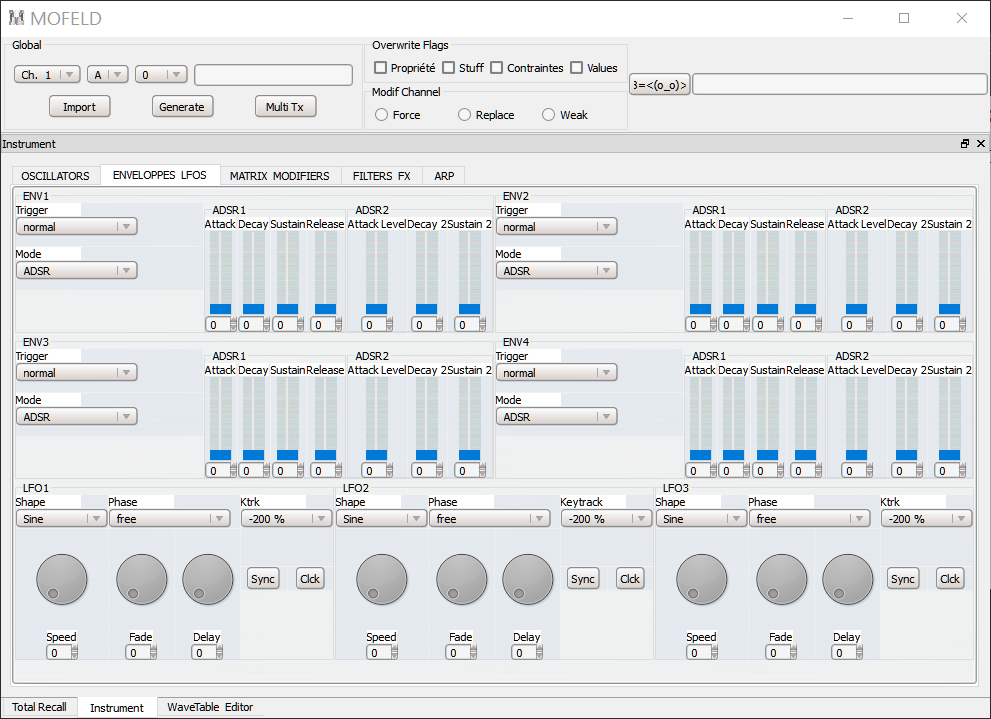 MOFELD
Global
Ch. 1 A 0
Import Generate Multi Tx
Overwrite Flags
Propriété Stuff Contraintes Values
Modif Channel
Force Replace Weak
3=<(o_o)>
Instrument
OSCILLATORS ENVELOPPES LFOS MATRIX MODIFIERS FILTERS FX ARP
ENV1
Trigger
normal
Mode
ADSR
ADSR1
Attack Decay Sustain Release
0 0 0 0
ADSR2
Attack Level Decay 2 Sustain 2
0 0 0
ENV2
Trigger
normal
Mode
ADSR
ADSR1
Attack Decay Sustain Release
0 0 0 0
ADSR2
Attack Level Decay 2 Sustain 2
0 0 0
ENV3
Trigger
normal
Mode
ADSR
ADSR1
Attack Decay Sustain Release
0 0 0 0
ADSR2
Attack Level Decay 2 Sustain 2
0 0 0
ENV4
Trigger
normal
Mode
ADSR
ADSR1
Attack Decay Sustain Release
0 0 0 0
ADSR2
Attack Level Decay 2 Sustain 2
0 0 0
LFO1
Shape Phase Ktrk
Sine free -200 %
Sync Clck
Speed Fade Delay
0 0 0
LFO2
Shape Phase Keytrack
Sine free -200 %
Sync Clck
Speed Fade Delay
0 0 0
LFO3
Shape Phase Ktrk
Sine free -200 %
Sync Clck
Speed Fade Delay
0 0 0
Total Recall Instrument WaveTable Editor